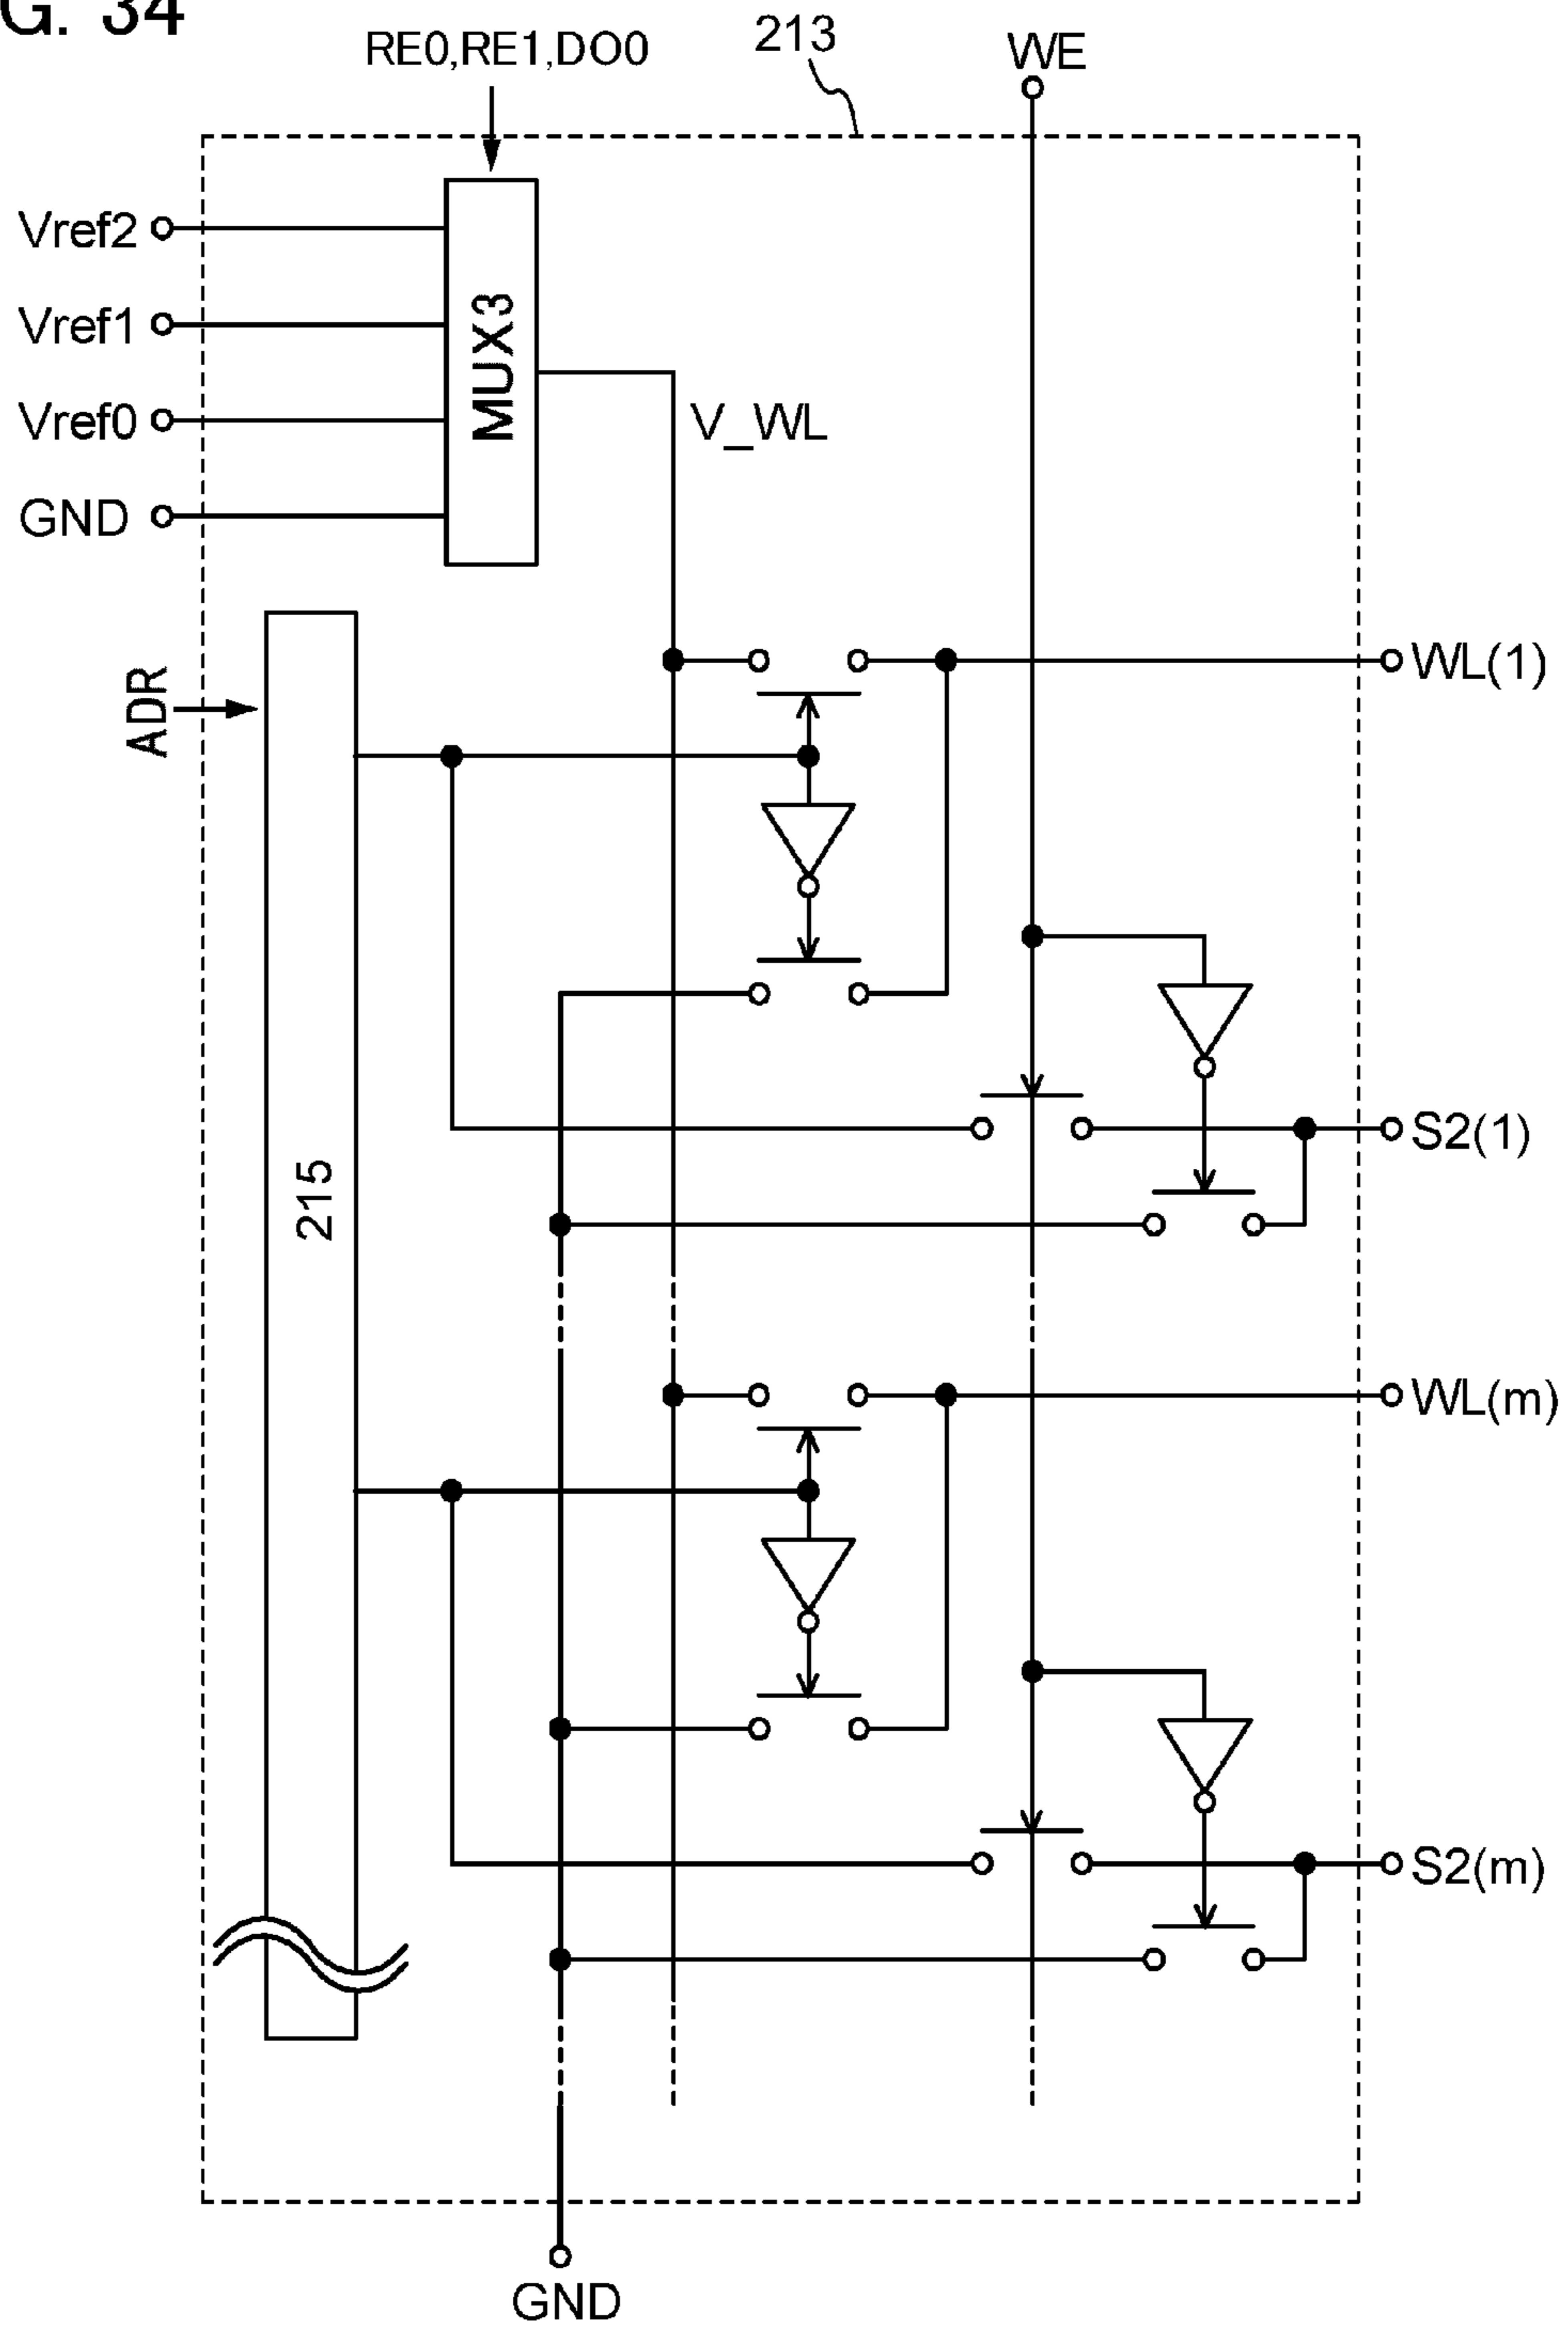 G. 34
RE0,RE1,DO0
213
WE
Vref2
Vref1
Vref0
GND
MUX3
V_WL
ADR
215
WL(1)
S2(1)
WL(m)
S2(m)
GND